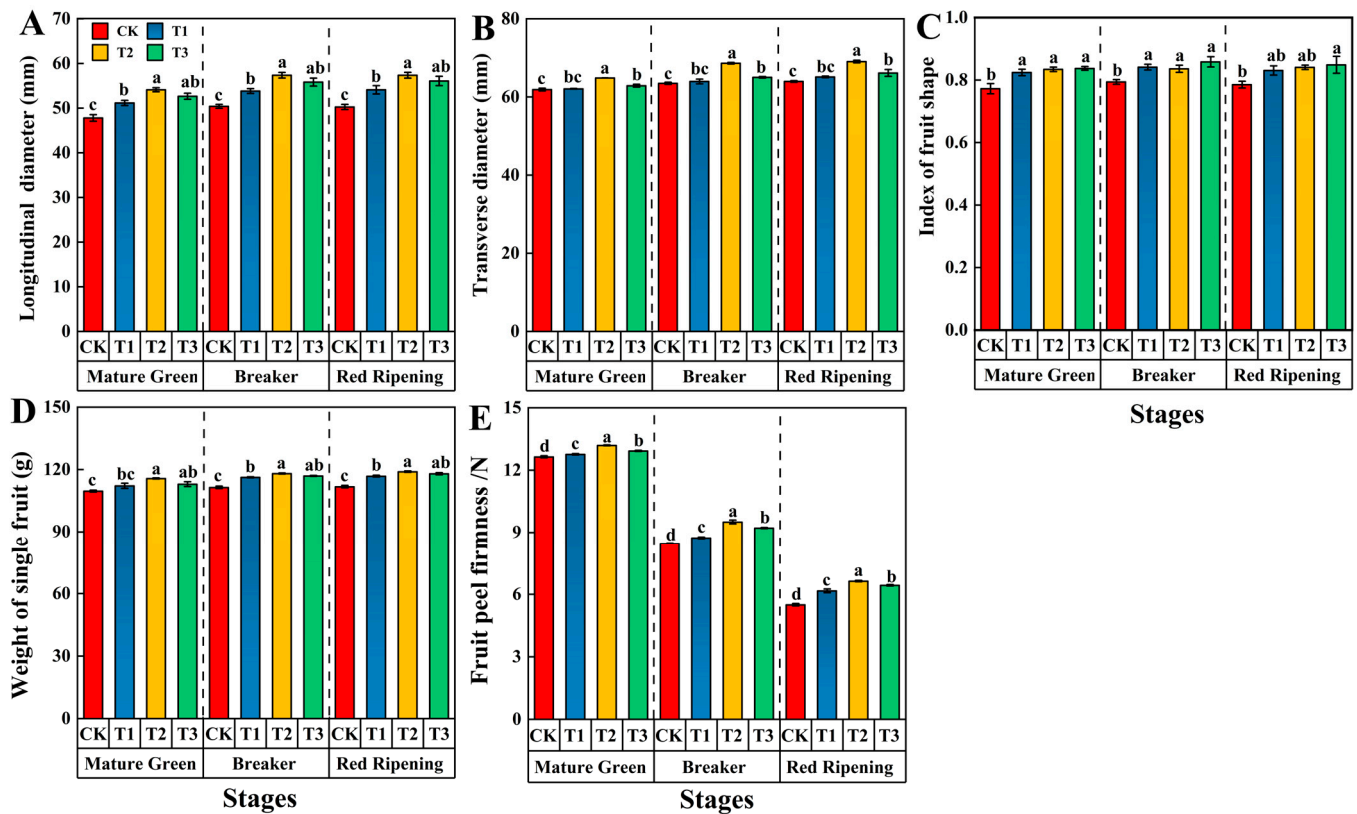 A
Longitudinal diameter (mm)
70
60
50
40
30
20
10
0
CK T1
T2 T3
c b a ab c b a ab c b a ab
CK T1 T2 T3 CK T1 T2 T3 CK T1 T2 T3
Mature Green Breaker Red Ripening
B
Transverse diameter (mm)
80
60
40
20
0
c bc a b c bc a b c bc a b
CK T1 T2 T3 CK T1 T2 T3 CK T1 T2 T3
Mature Green Breaker Red Ripening
C
Index of fruit shape
1.0
0.8
0.6
0.4
0.2
0.0
b a a a b a a a b ab ab a
CK T1 T2 T3 CK T1 T2 T3 CK T1 T2 T3
Mature Green Breaker Red Ripening
Stages
D
Weight of single fruit (g)
150
120
90
60
30
0
c bc a ab c b a ab c b a ab
CK T1 T2 T3 CK T1 T2 T3 CK T1 T2 T3
Mature Green Breaker Red Ripening
Stages
E
Fruit peel firmness /N
15
12
9
6
3
0
d c a b d c a b d c a b
CK T1 T2 T3 CK T1 T2 T3 CK T1 T2 T3
Mature Green Breaker Red Ripening
Stages